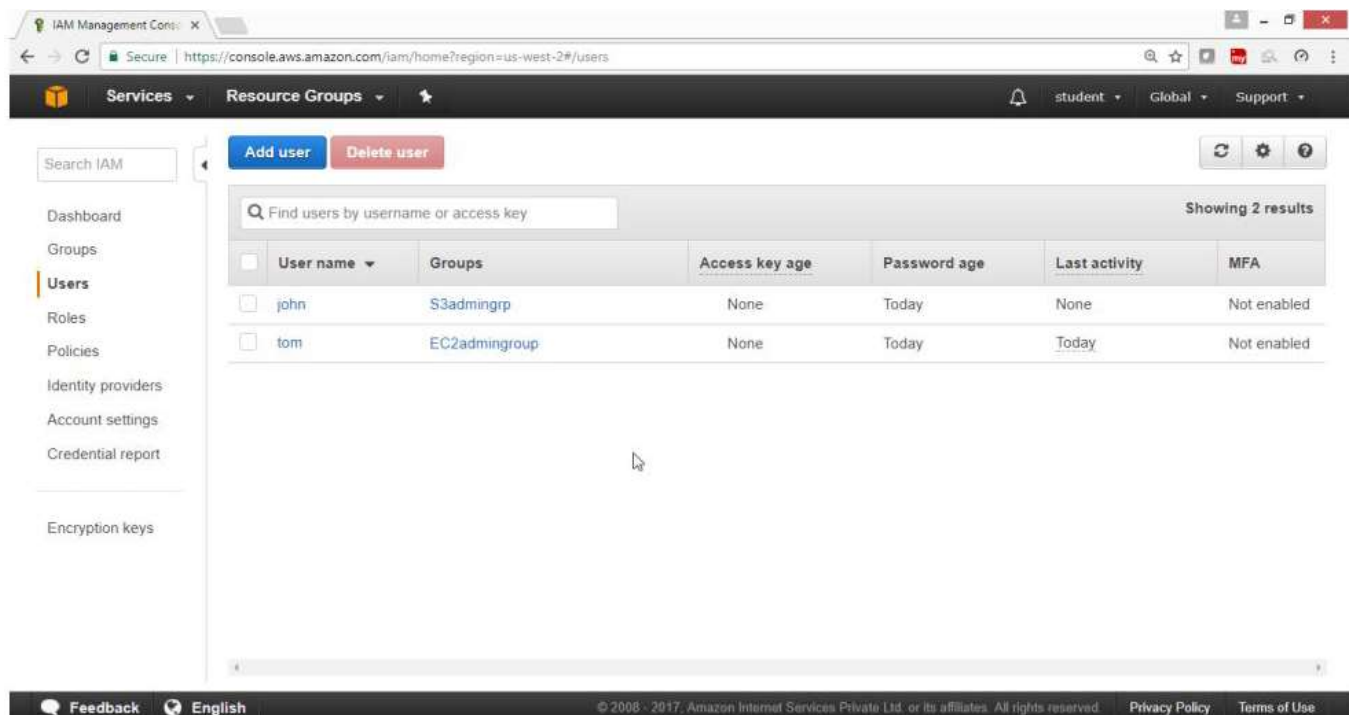 IAM Management Cons
Secure https://console.aws.amazon.com/iam/home?region=us-west-2#/users
my
Services Resource Groups student Global Support
Search IAM
Dashboard
Groups
Users
Roles
Policies
Identity providers
Account settings
Credential report
Encryption keys
Add user Delete user
Find users by username or access key Showing 2 results
User name Groups Access key age Password age Last activity MFA
john S3admingrp None Today None Not enabled
tom EC2admingroup None Today Today Not enabled
Feedback English © 2008 - 2017, Amazon Internet Services Private Ltd. or its affiliates. All rights reserved. Privacy Policy Terms of Use